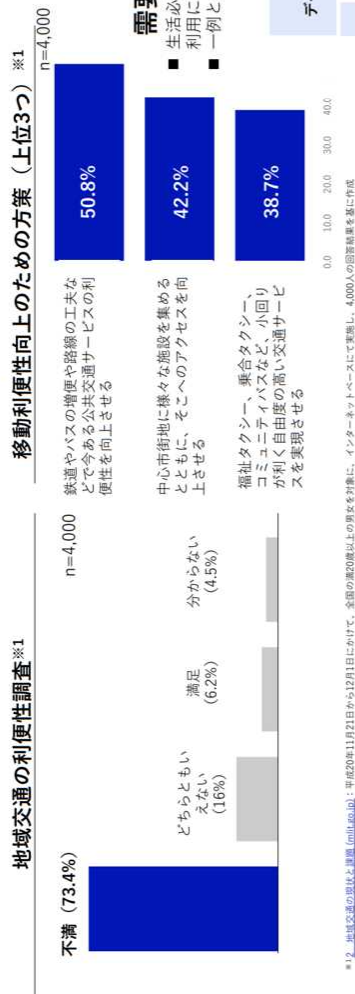 地域交通の利便性調査※1
n=4,000
不満（73.4%）
どちらともい
えない
（16%）
満足
（6.2%）
分からない
（4.5%）
移動利便性向上のための方策（上位3つ）※1
n=4,000
鉄道やバスの増便や路線の工夫な
どで今ある公共交通サービスの利
便性を向上させる
50.8%
中心市街地に様々な施設を集める
とともに、そこへのアクセスを向
上させる
42.2%
福祉タクシー、乗合タクシー、
コミュニティバスなど、小回り
が利く自由度の高い交通サービ
スを実現させる
38.7%
0.0 10.0 20.0 30.0 40.0
■ 生活必
利用に
■ 一例と
デ
※1 2 地域交通の現状と課題 (mlit.go.jp)：平成20年11月21日から12月1日にかけて、全国の満20歳以上の男女を対象に、インターネットベースにて実施し、4,000人の回答結果を基に作成